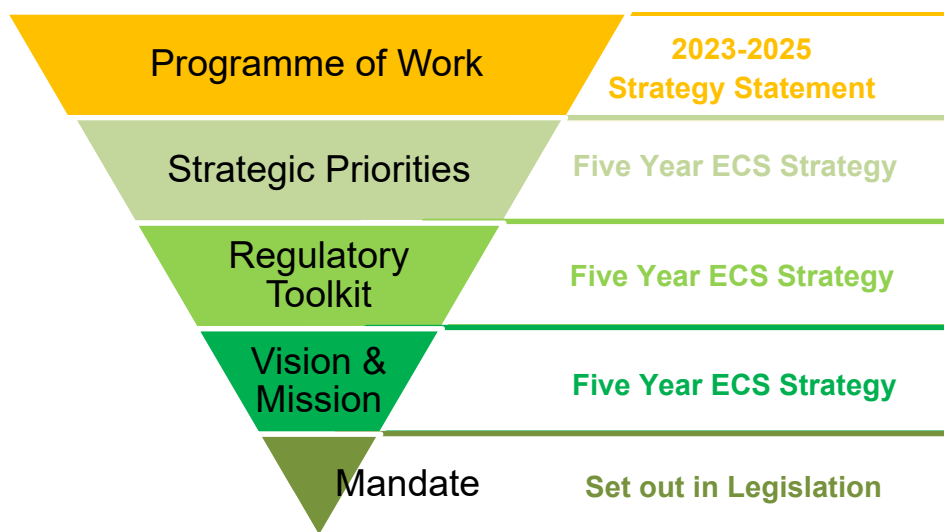 Programme of Work
2023-2025
Strategy Statement
Strategic Priorities
Five Year ECS Strategy
Regulatory
Toolkit
Five Year ECS Strategy
Vision &
Mission
Five Year ECS Strategy
Mandate
Set out in Legislation